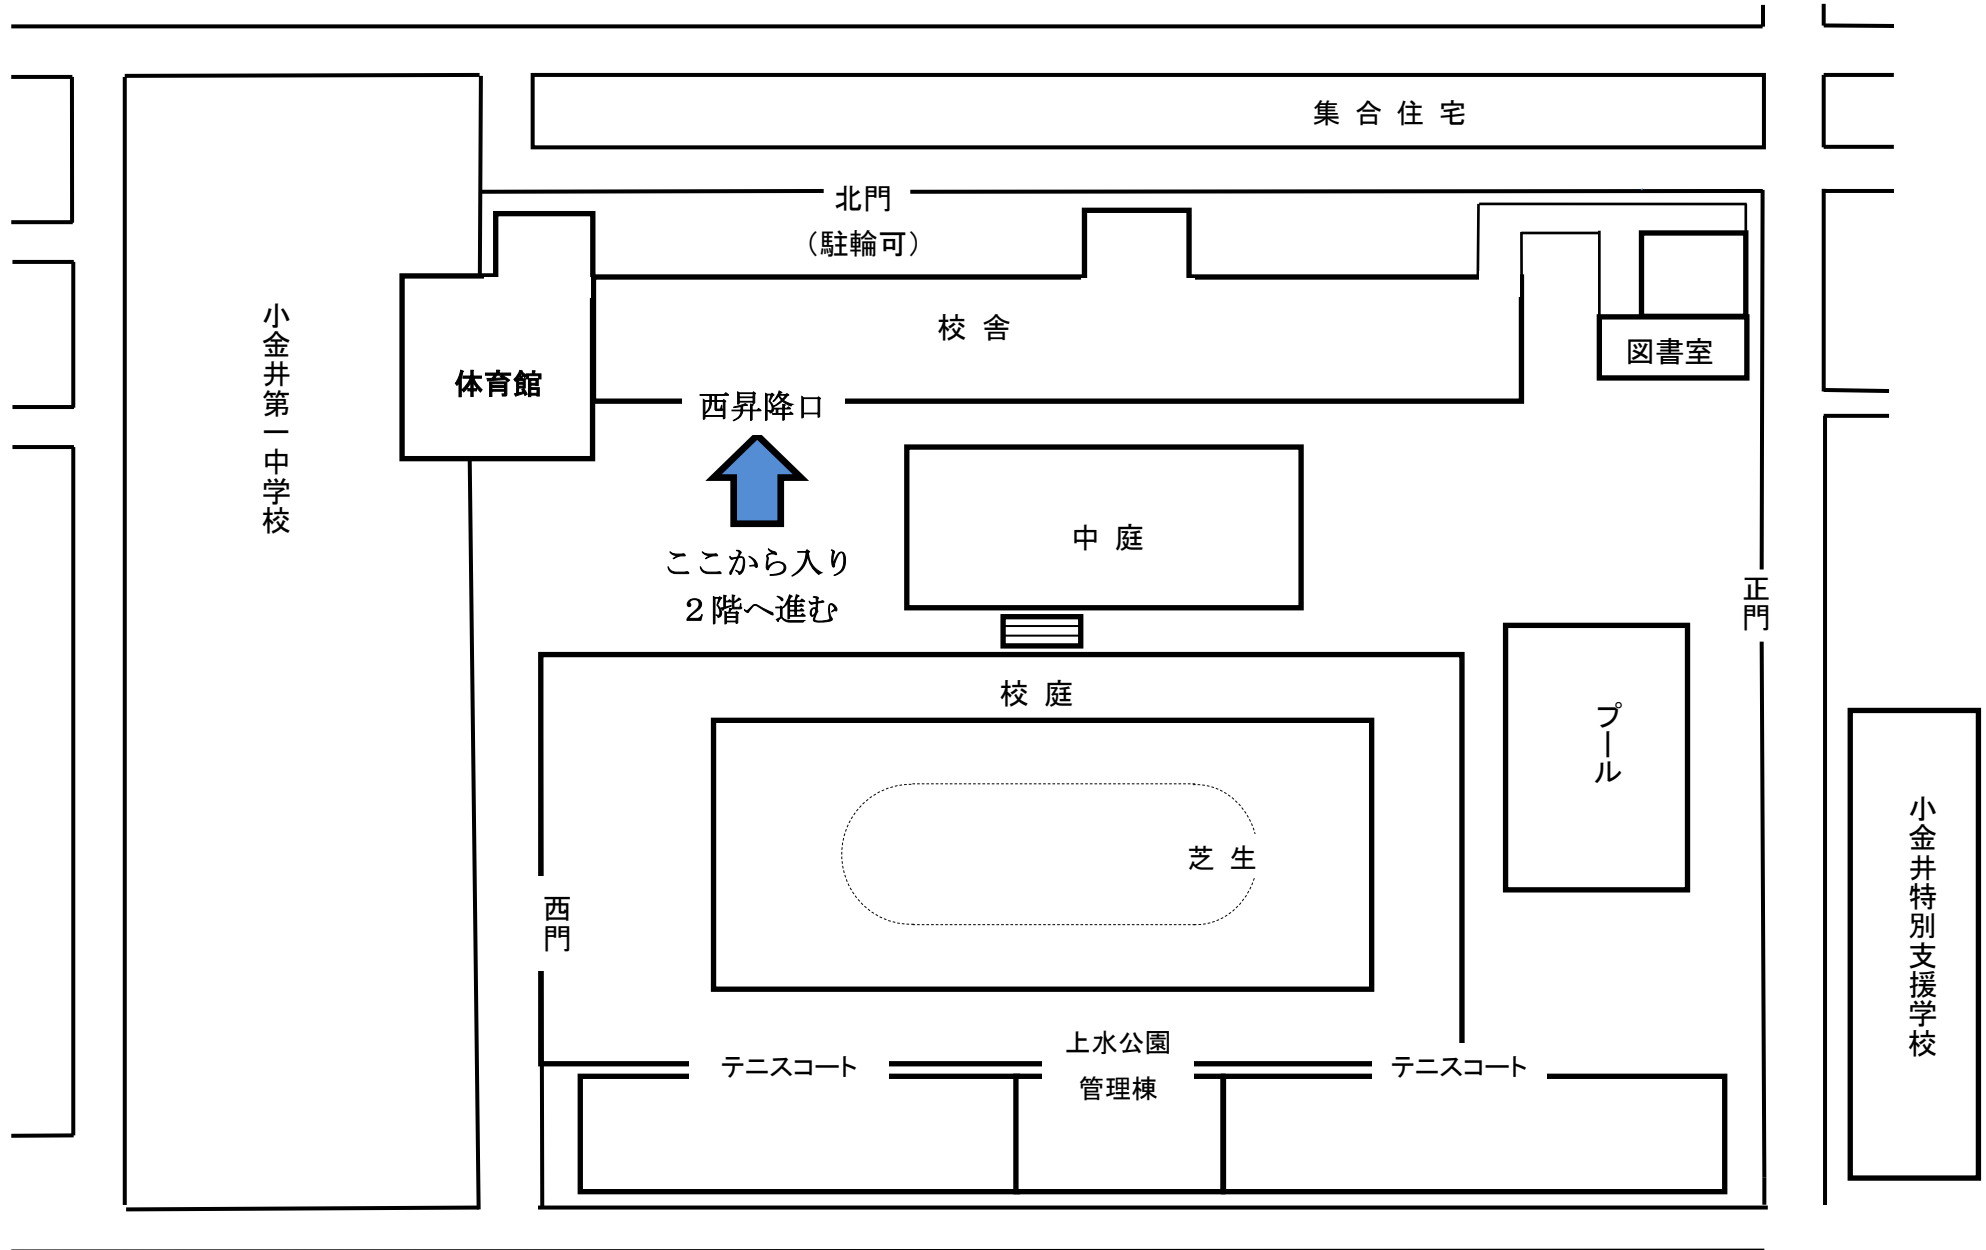 集合住宅
北門
（駐輪可）
小金井第一中学校
校舎
図書室
体育館
西昇降口
中庭
ここから入り
２階へ進む
正門
校庭
プール
芝生
小金井特別支援学校
西門
上水公園
管理棟
テニスコート
テニスコート